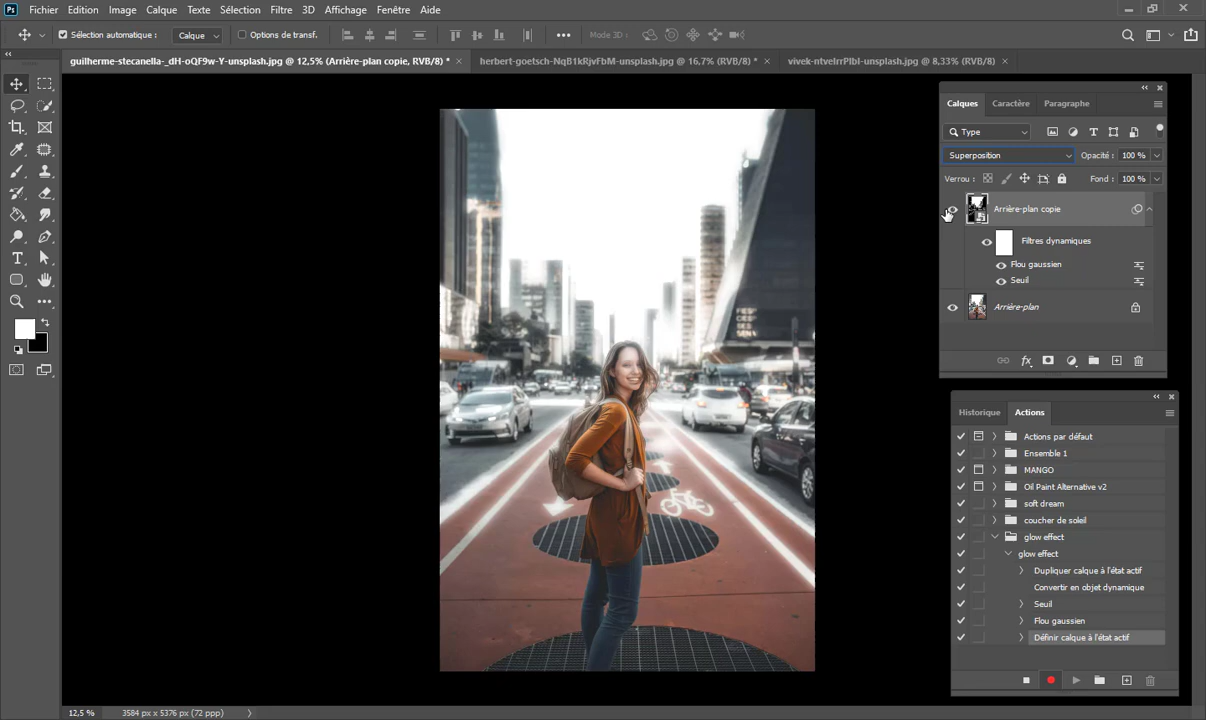 Ps Fichier Edition Image Calque Texte Sélection Filtre 3D Affichage Fenêtre Aide
Sélection automatique : Calque Options de transf. Mode 3D :
guilherme-stecanella-_dH-oQF9w-Y-unsplash.jpg @ 12,5% (Arrière-plan copie, RVB/8) * herbert-goetsch-NqB1kRjvFbM-unsplash.jpg @ 16,7% (RVB/8) * vivek-ntveIrrPlbI-unsplash.jpg @ 8,33% (RVB/8)
Calques Caractère Paragraphe
Type
Superposition Opacité : 100 %
Verrou : Fond : 100 %
Arrière-plan copie
Filtres dynamiques
Flou gaussien
Seuil
Arrière-plan
fx
Historique Actions
Actions par défaut
Ensemble 1
MANGO
Oil Paint Alternative v2
soft dream
coucher de soleil
glow effect
glow effect
Dupliquer calque à l'état actif
Convertir en objet dynamique
Seuil
Flou gaussien
Définir calque à l'état actif
FIESP
SESI
12,5 % 3584 px x 5376 px (72 ppp)